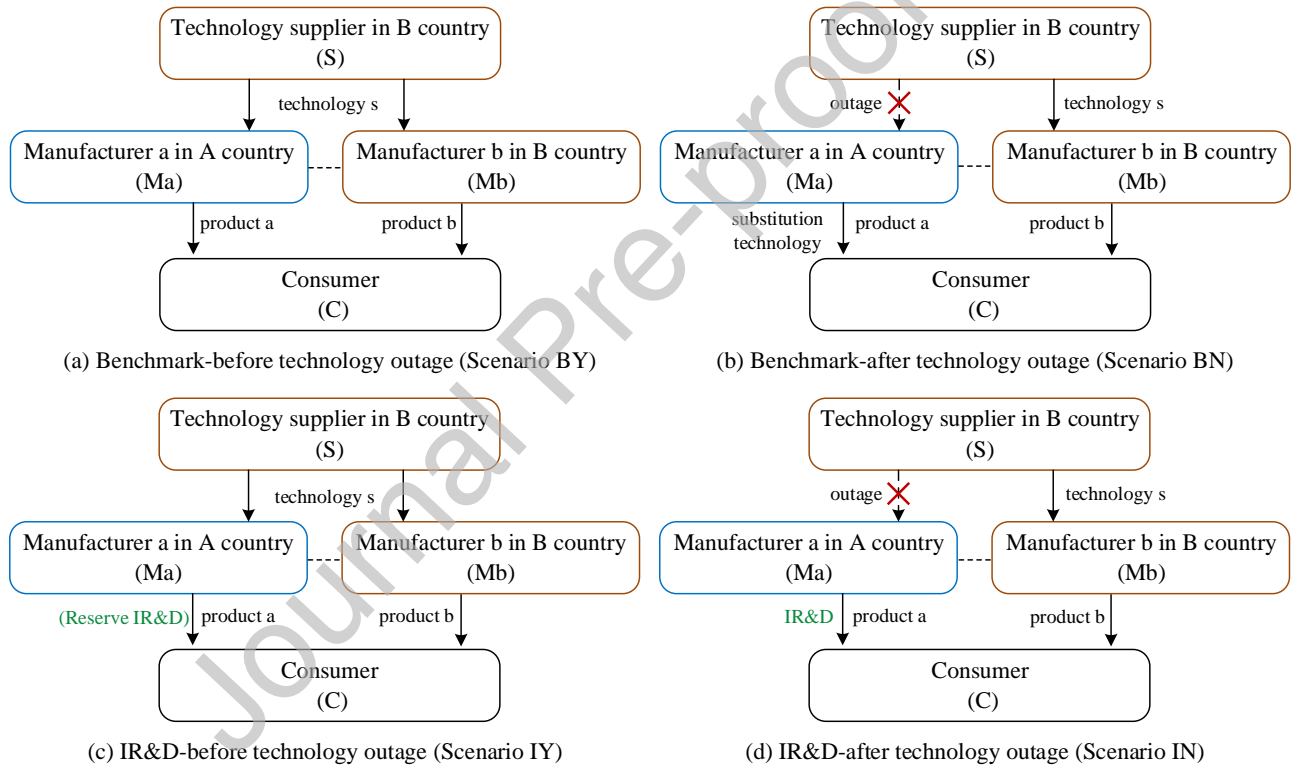 Technology supplier in B country
(S)
technology s
Manufacturer a in A country
(Ma)
Manufacturer b in B country
(Mb)
product a
product b
Consumer
(C)
(a) Benchmark-before technology outage (Scenario BY)
Technology supplier in B country
(S)
outage
technology s
Manufacturer a in A country
(Ma)
Manufacturer b in B country
(Mb)
substitution
technology
product a
product b
Consumer
(C)
(b) Benchmark-after technology outage (Scenario BN)
Technology supplier in B country
(S)
technology s
Manufacturer a in A country
(Ma)
Manufacturer b in B country
(Mb)
(Reserve IR&D)
product a
product b
Consumer
(C)
(c) IR&D-before technology outage (Scenario IY)
Technology supplier in B country
(S)
outage
technology s
Manufacturer a in A country
(Ma)
Manufacturer b in B country
(Mb)
IR&D
product a
product b
Consumer
(C)
(d) IR&D-after technology outage (Scenario IN)
Journal Pre-proof